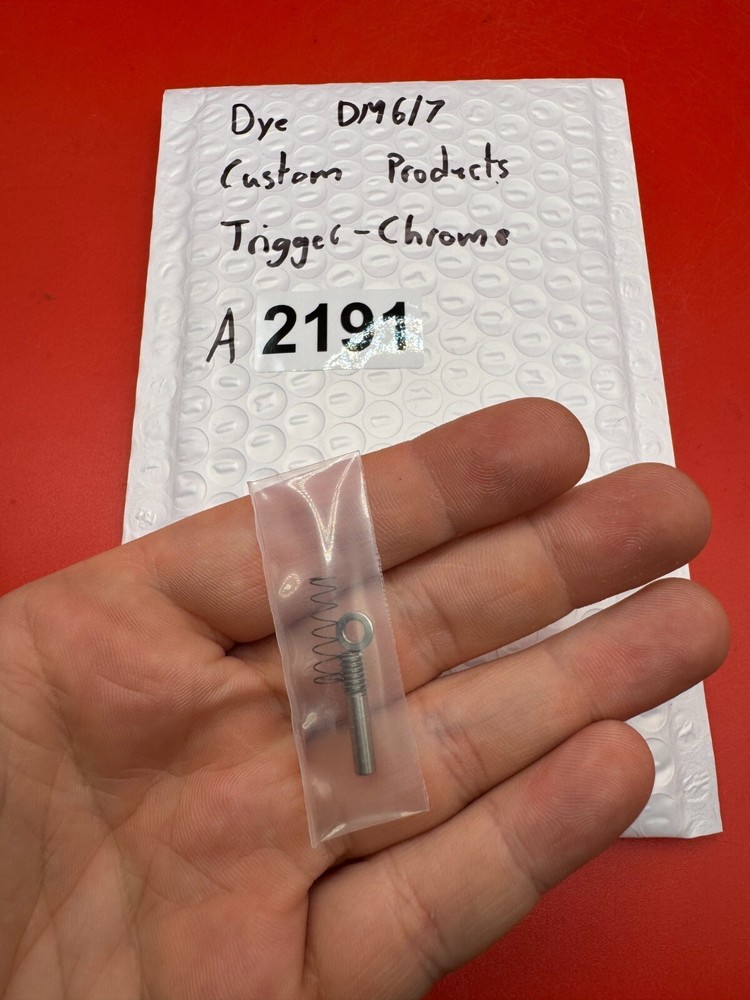 Dye DM6/7
Custom Products
Trigger-Chrome
A 2191